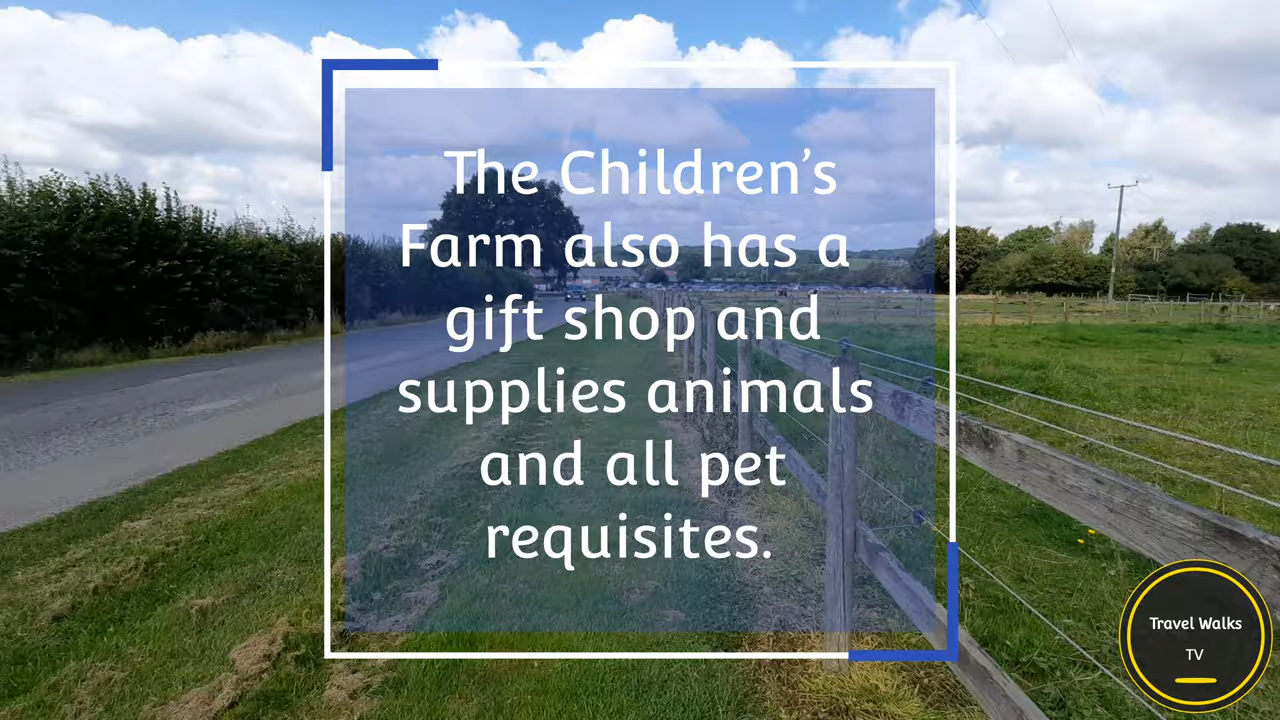 The Children's
Farm also has a
gift shop and
supplies animals
and all pet
requisites.
Travel Walks
TV